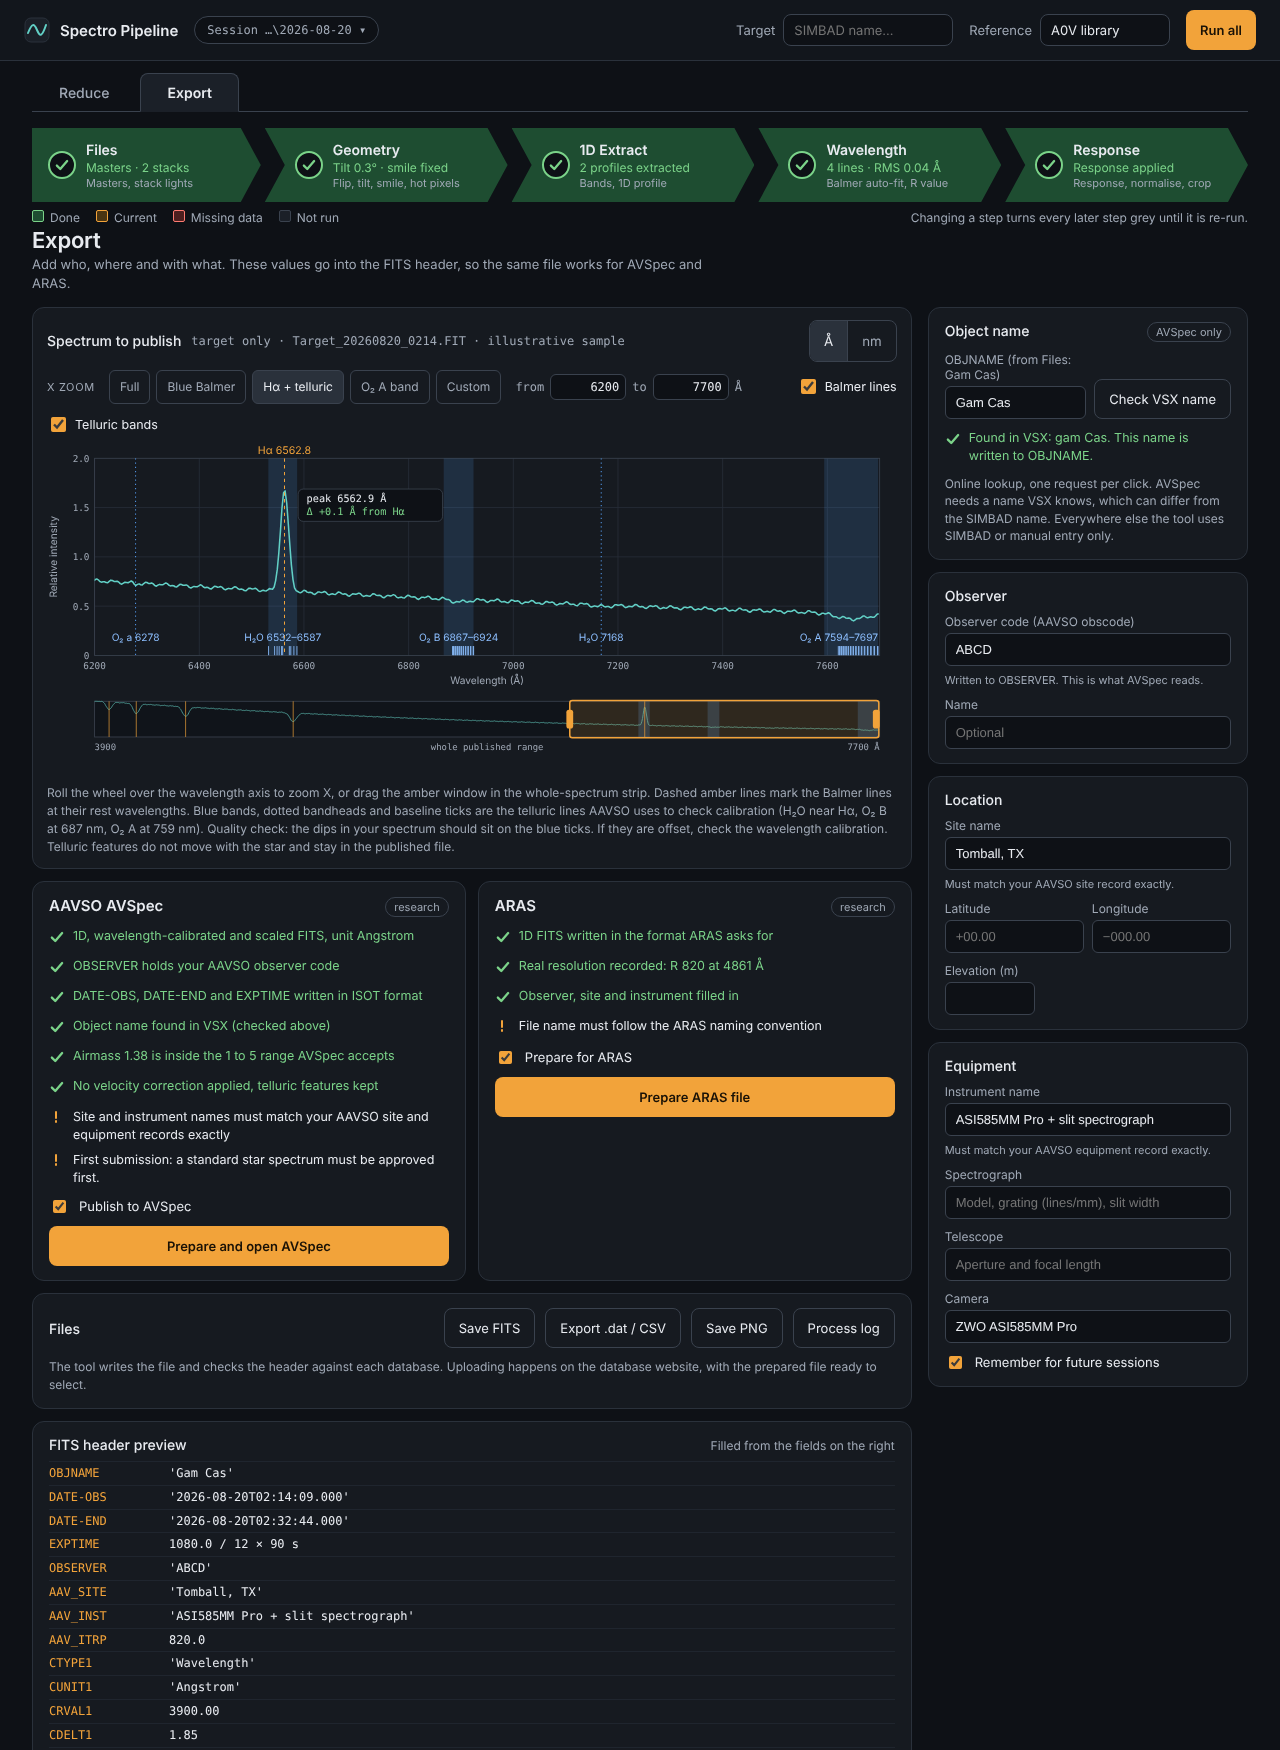 Spectro Pipeline
Session …\2026-08-20 ▾
Target
SIMBAD name...
Reference
A0V library
Run all
Reduce
Export
Files
Masters · 2 stacks
Masters, stack lights
Geometry
Tilt 0.3° · smile fixed
Flip, tilt, smile, hot pixels
1D Extract
2 profiles extracted
Bands, 1D profile
Wavelength
4 lines · RMS 0.04 Å
Balmer auto-fit, R value
Response
Response applied
Response, normalise, crop
Done
Current
Missing data
Not run
Changing a step turns every later step grey until it is re-run.
Export
Add who, where and with what. These values go into the FITS header, so the same file works for AVSpec and
ARAS.
Spectrum to publish
target only · Target_20260820_0214.FIT · illustrative sample
Å
nm
X ZOOM
Full
Blue Balmer
Hα + telluric
O₂ A band
Custom
from
6200
to
7700
Å
Balmer lines
Telluric bands
Hα 6562.8
2.0
1.5
1.0
0.5
0
Relative intensity
peak 6562.9 Å
Δ +0.1 Å from Hα
O₂ a 6278
H₂O 6532–6587
O₂ B 6867–6924
H₂O 7168
O₂ A 7594–7697
6200
6400
6600
6800
7000
7200
7400
7600
Wavelength (Å)
3900
whole published range
7700 Å
Roll the wheel over the wavelength axis to zoom X, or drag the amber window in the whole-spectrum strip. Dashed amber lines mark the Balmer lines
at their rest wavelengths. Blue bands, dotted bandheads and baseline ticks are the telluric lines AAVSO uses to check calibration (H₂O near Hα, O₂ B
at 687 nm, O₂ A at 759 nm). Quality check: the dips in your spectrum should sit on the blue ticks. If they are offset, check the wavelength calibration.
Telluric features do not move with the star and stay in the published file.
AAVSO AVSpec
research
1D, wavelength-calibrated and scaled FITS, unit Angstrom
OBSERVER holds your AAVSO observer code
DATE-OBS, DATE-END and EXPTIME written in ISOT format
Object name found in VSX (checked above)
Airmass 1.38 is inside the 1 to 5 range AVSpec accepts
No velocity correction applied, telluric features kept
! Site and instrument names must match your AAVSO site and
equipment records exactly
! First submission: a standard star spectrum must be approved
first.
Publish to AVSpec
Prepare and open AVSpec
ARAS
research
1D FITS written in the format ARAS asks for
Real resolution recorded: R 820 at 4861 Å
Observer, site and instrument filled in
! File name must follow the ARAS naming convention
Prepare for ARAS
Prepare ARAS file
Files
Save FITS
Export .dat / CSV
Save PNG
Process log
The tool writes the file and checks the header against each database. Uploading happens on the database website, with the prepared file ready to
select.
FITS header preview
Filled from the fields on the right
OBJNAME 'Gam Cas'
DATE-OBS '2026-08-20T02:14:09.000'
DATE-END '2026-08-20T02:32:44.000'
EXPTIME 1080.0 / 12 × 90 s
OBSERVER 'ABCD'
AAV_SITE 'Tomball, TX'
AAV_INST 'ASI585MM Pro + slit spectrograph'
AAV_ITRP 820.0
CTYPE1 'Wavelength'
CUNIT1 'Angstrom'
CRVAL1 3900.00
CDELT1 1.85
Object name
AVSpec only
OBJNAME (from Files:
Gam Cas)
Gam Cas
Check VSX name
Found in VSX: gam Cas. This name is
written to OBJNAME.
Online lookup, one request per click. AVSpec
needs a name VSX knows, which can differ from
the SIMBAD name. Everywhere else the tool uses
SIMBAD or manual entry only.
Observer
Observer code (AAVSO obscode)
ABCD
Written to OBSERVER. This is what AVSpec reads.
Name
Optional
Location
Site name
Tomball, TX
Must match your AAVSO site record exactly.
Latitude
Longitude
+00.00
−000.00
Elevation (m)
Equipment
Instrument name
ASI585MM Pro + slit spectrograph
Must match your AAVSO equipment record exactly.
Spectrograph
Model, grating (lines/mm), slit width
Telescope
Aperture and focal length
Camera
ZWO ASI585MM Pro
Remember for future sessions